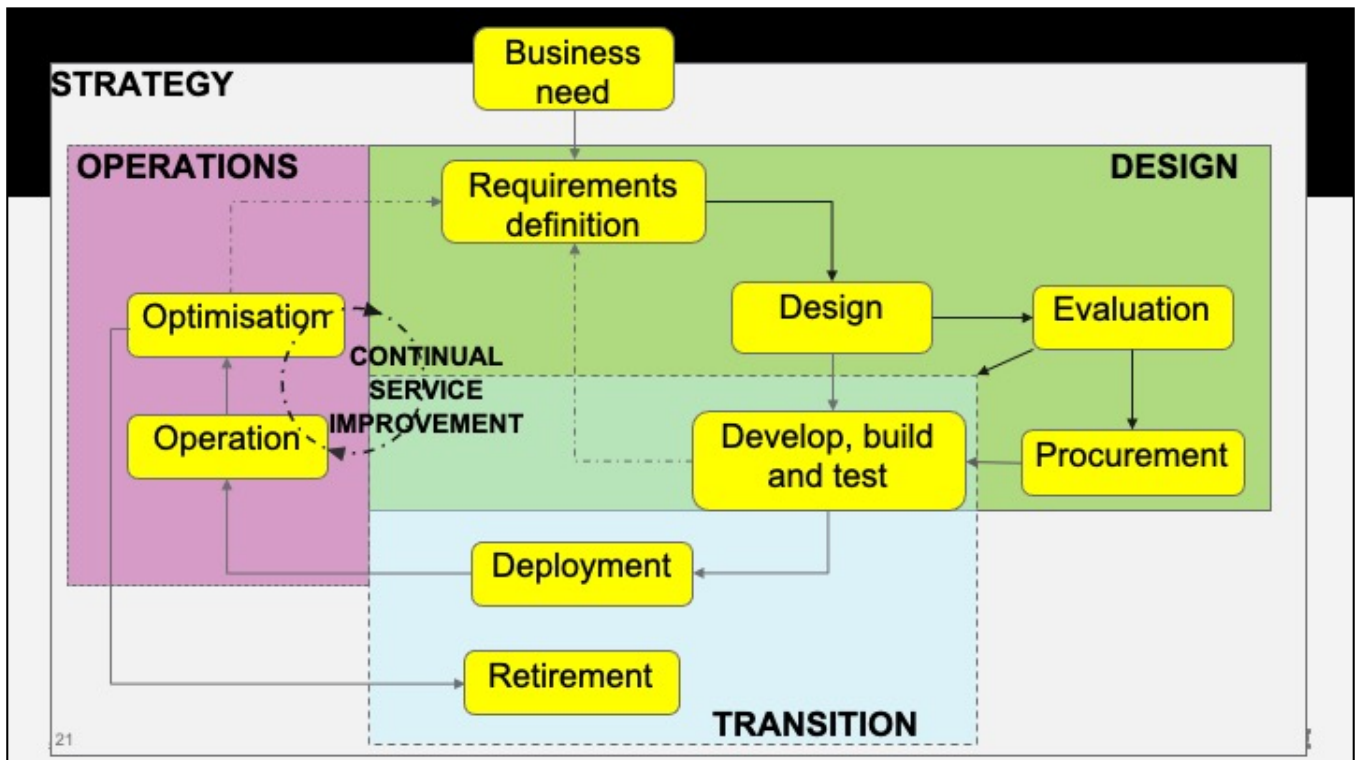 Business
need
STRATEGY
OPERATIONS
DESIGN
Requirements
definition
Optimisation
Design
Evaluation
CONTINUAL
SERVICE
IMPROVEMENT
Operation
Develop, build
and test
Procurement
Deployment
Retirement
TRANSITION
21